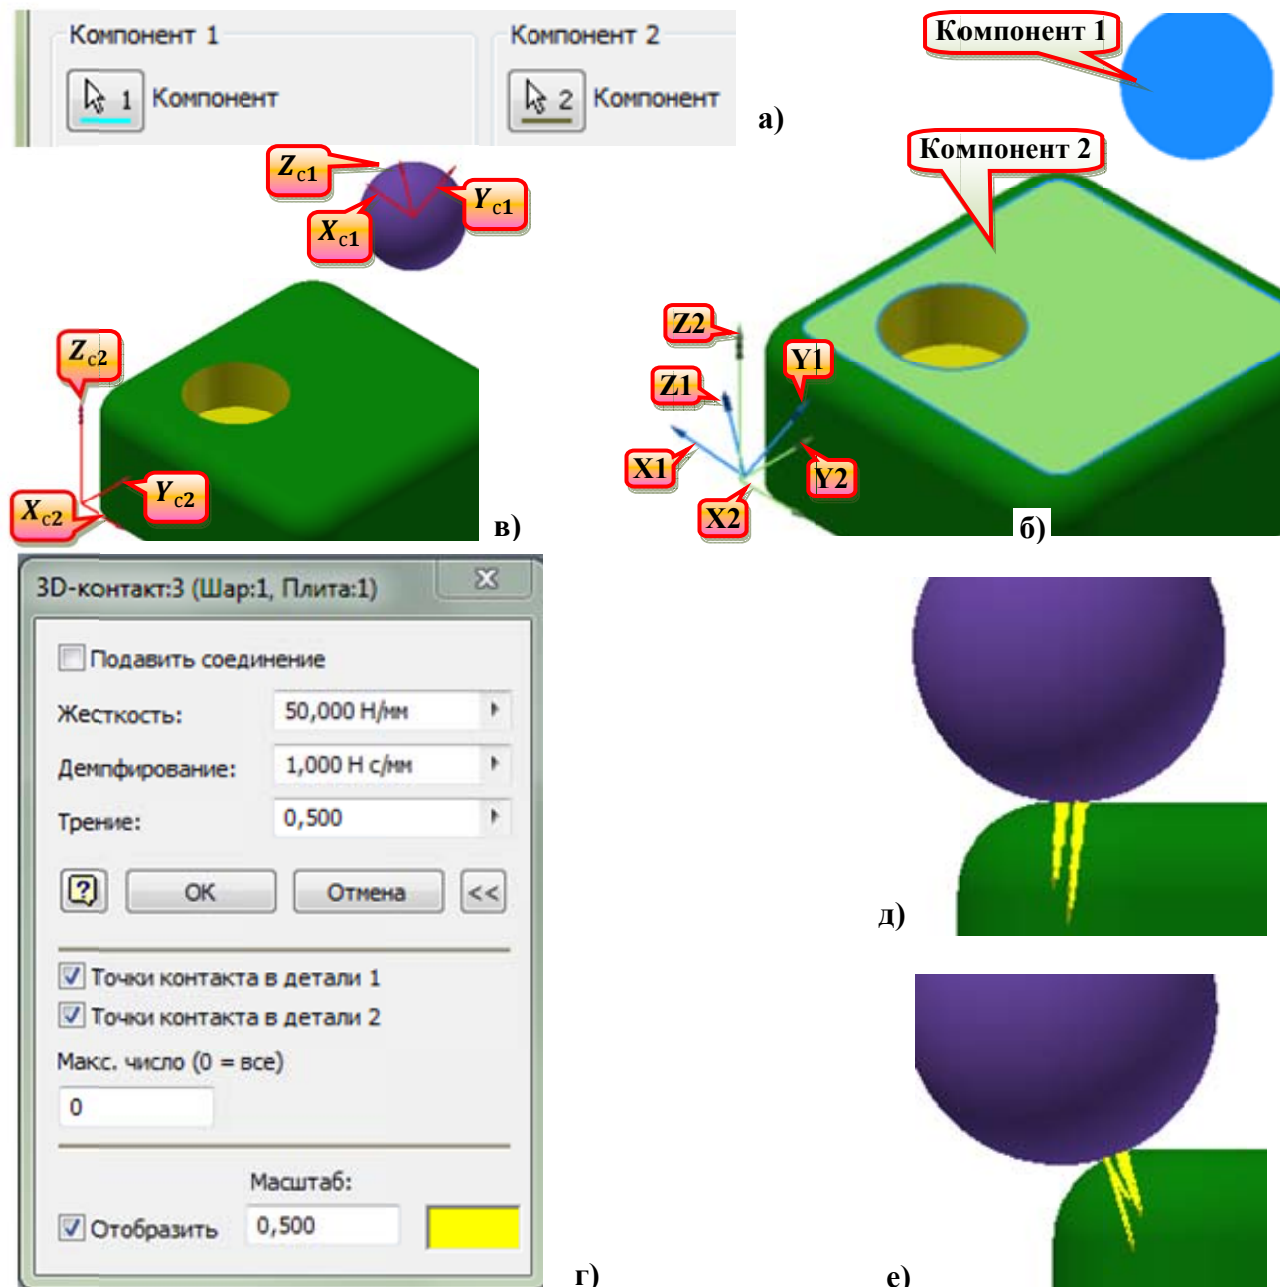 Компонент 1
Компонент 2
1 Компонент
2 Компонент
а)
Компонент 1
Компонент 2
Zc1
Yc1
Xc1
Zc2
Yc2
Xc2
в)
Z2
Y1
Z1
X1
Y2
X2
б)
3D-контакт:3 (Шар:1, Плита:1)
Подавить соединение
Жесткость: 50,000 Н/мм
Демпфирование: 1,000 Н с/мм
Трение: 0,500
? ОК Отмена <<
Точки контакта в детали 1
Точки контакта в детали 2
Макс. число (0 = все)
0
Масштаб:
Отобразить 0,500
г)
д)
е)